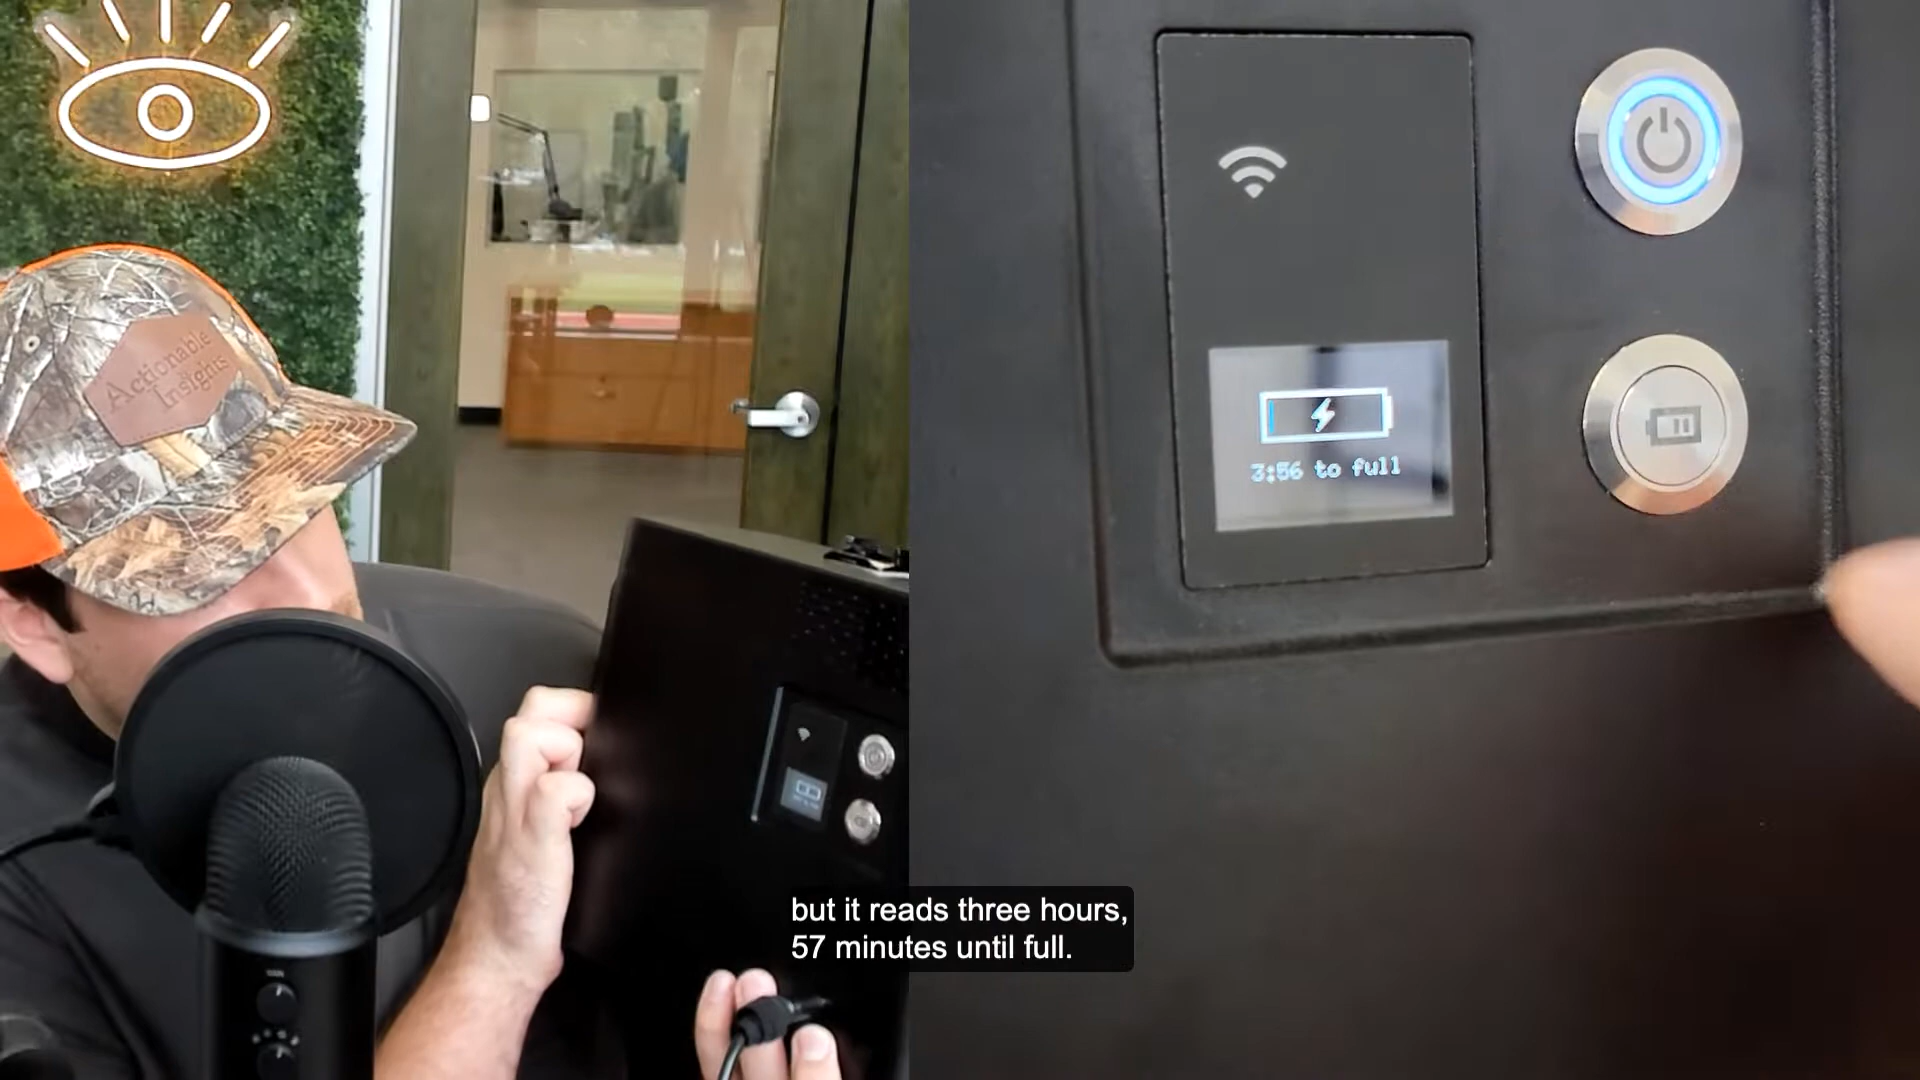 Actionable
Insights
3:56 to full
but it reads three hours,
57 minutes until full.